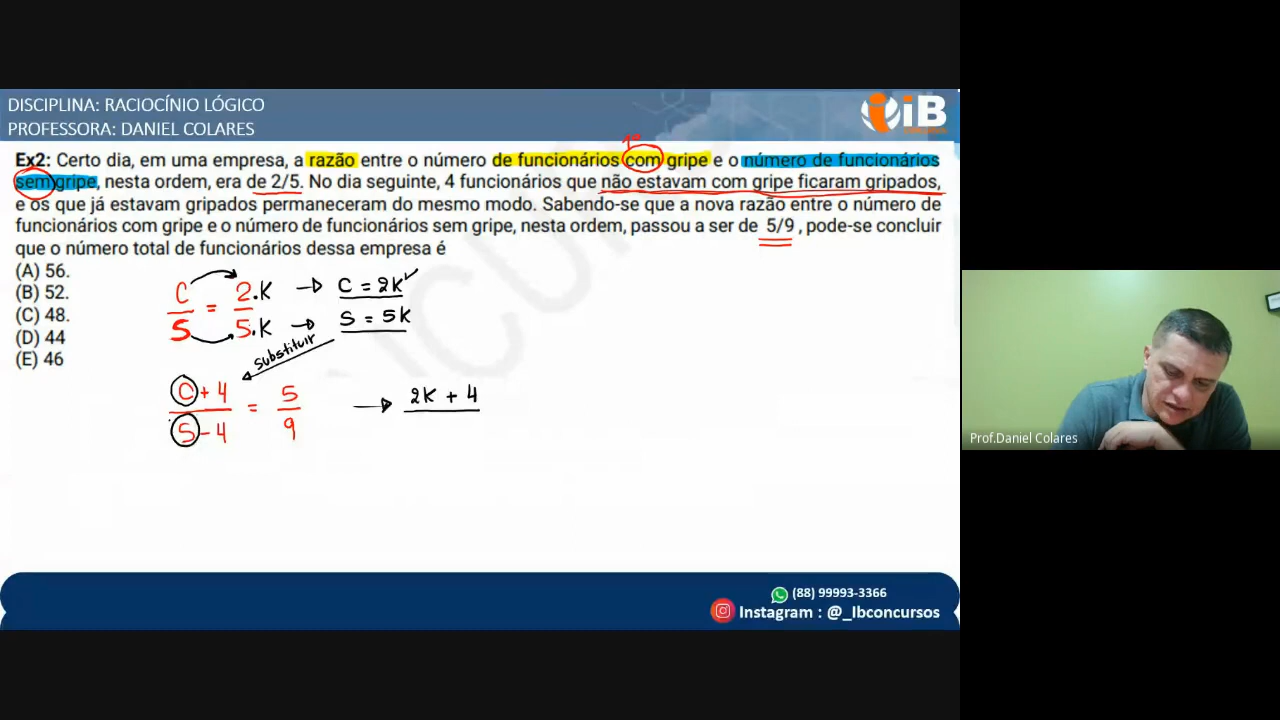 DISCIPLINA: RACIOCÍNIO LÓGICO
PROFESSORA: DANIEL COLARES
iB
1º
Ex2: Certo dia, em uma empresa, a razão entre o número de funcionários com gripe e o número de funcionários
sem gripe, nesta ordem, era de 2/5. No dia seguinte, 4 funcionários que não estavam com gripe ficaram gripados,
e os que já estavam gripados permaneceram do mesmo modo. Sabendo-se que a nova razão entre o número de
funcionários com gripe e o número de funcionários sem gripe, nesta ordem, passou a ser de 5/9 , pode-se concluir
que o número total de funcionários dessa empresa é
(A) 56.
(B) 52.
(C) 48.
(D) 44
(E) 46
C/S = 2.K/5.K → C = 2K ✓
→ S = 5K
substituir
C + 4/S - 4 = 5/9 → 2K + 4
Prof.Daniel Colares
(88) 99993-3366
Instagram : @_Ibconcursos